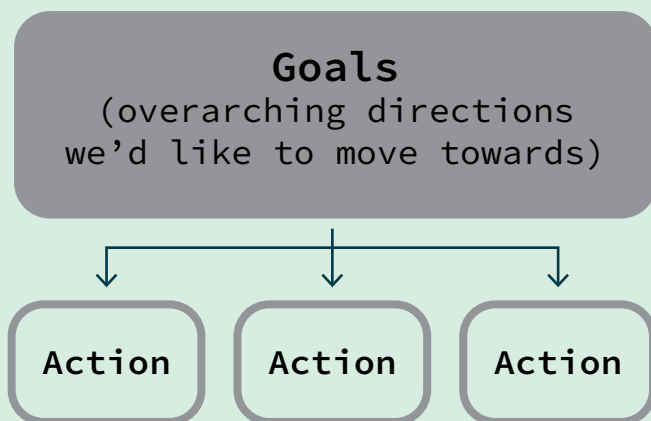 Goals
(overarching directions
we’d like to move towards)
Action
Action
Action